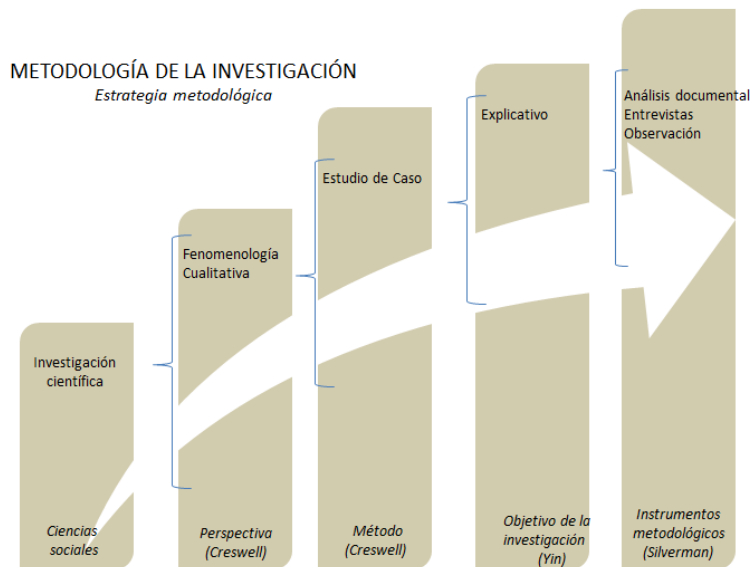 METODOLOGÍA DE LA INVESTIGACIÓN
Estrategia metodológica
Investigación
científica
Ciencias
sociales
Fenomenología
Cualitativa
Perspectiva
(Creswell)
Estudio de Caso
Método
(Creswell)
Explicativo
Objetivo de la
investigación
(Yin)
Análisis documental
Entrevistas
Observación
Instrumentos
metodológicos
(Silverman)